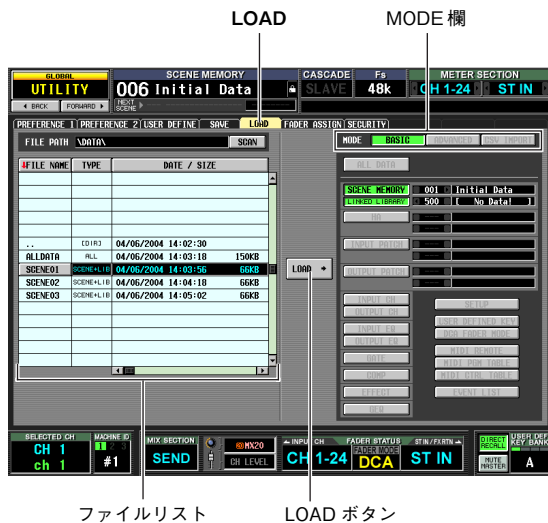 LOAD
MODE 欄
GLOBAL
UTILITY
BACK
FORWARD
SCENE MEMORY
006 Initial Data
NEXT SCENE
CASCADE
SLAVE
Fs
48k
METER SECTION
CH 1-24
ST IN
PREFERENCE 1
PREFERENCE 2
USER DEFINE
SAVE
LOAD
FADER ASSIGN
SECURITY
FILE PATH
\DATA\
SCAN
MODE
BASIC
ADVANCED
CSV IMPORT
FILE NAME
TYPE
DATE / SIZE
.. [DIR] 04/06/2004 14:02:30
ALLDATA ALL 04/06/2004 14:03:18 150KB
SCENE01 SCENE+LIB 04/06/2004 14:03:56 66KB
SCENE02 SCENE+LIB 04/06/2004 14:04:18 66KB
SCENE03 SCENE+LIB 04/06/2004 14:05:02 66KB
LOAD
ALL DATA
SCENE MEMORY 001 Initial Data
LINKED LIBRARY 500 [ No Data! ]
HA
INPUT PATCH
OUTPUT PATCH
INPUT CH
OUTPUT CH
INPUT EQ
OUTPUT EQ
GATE
COMP
EFFECT
GEQ
SETUP
USER DEFINED KEY
DCA FADER MODE
MIDI REMOTE
MIDI PGM TABLE
MIDI CTRL TABLE
EVENT LIST
SELECTED CH
CH 1
ch 1
MACHINE ID
1 2 3
#1
MIX SECTION
SEND
MIX20
CH LEVEL
INPUT CH
CH 1-24
FADER STATUS
FADER MODE
DCA
ST IN/FXRTN
ST IN
DIRECT RECALL
MUTE MASTER
USER DEF
KEY BANK
A
ファイルリスト
LOAD ボタン